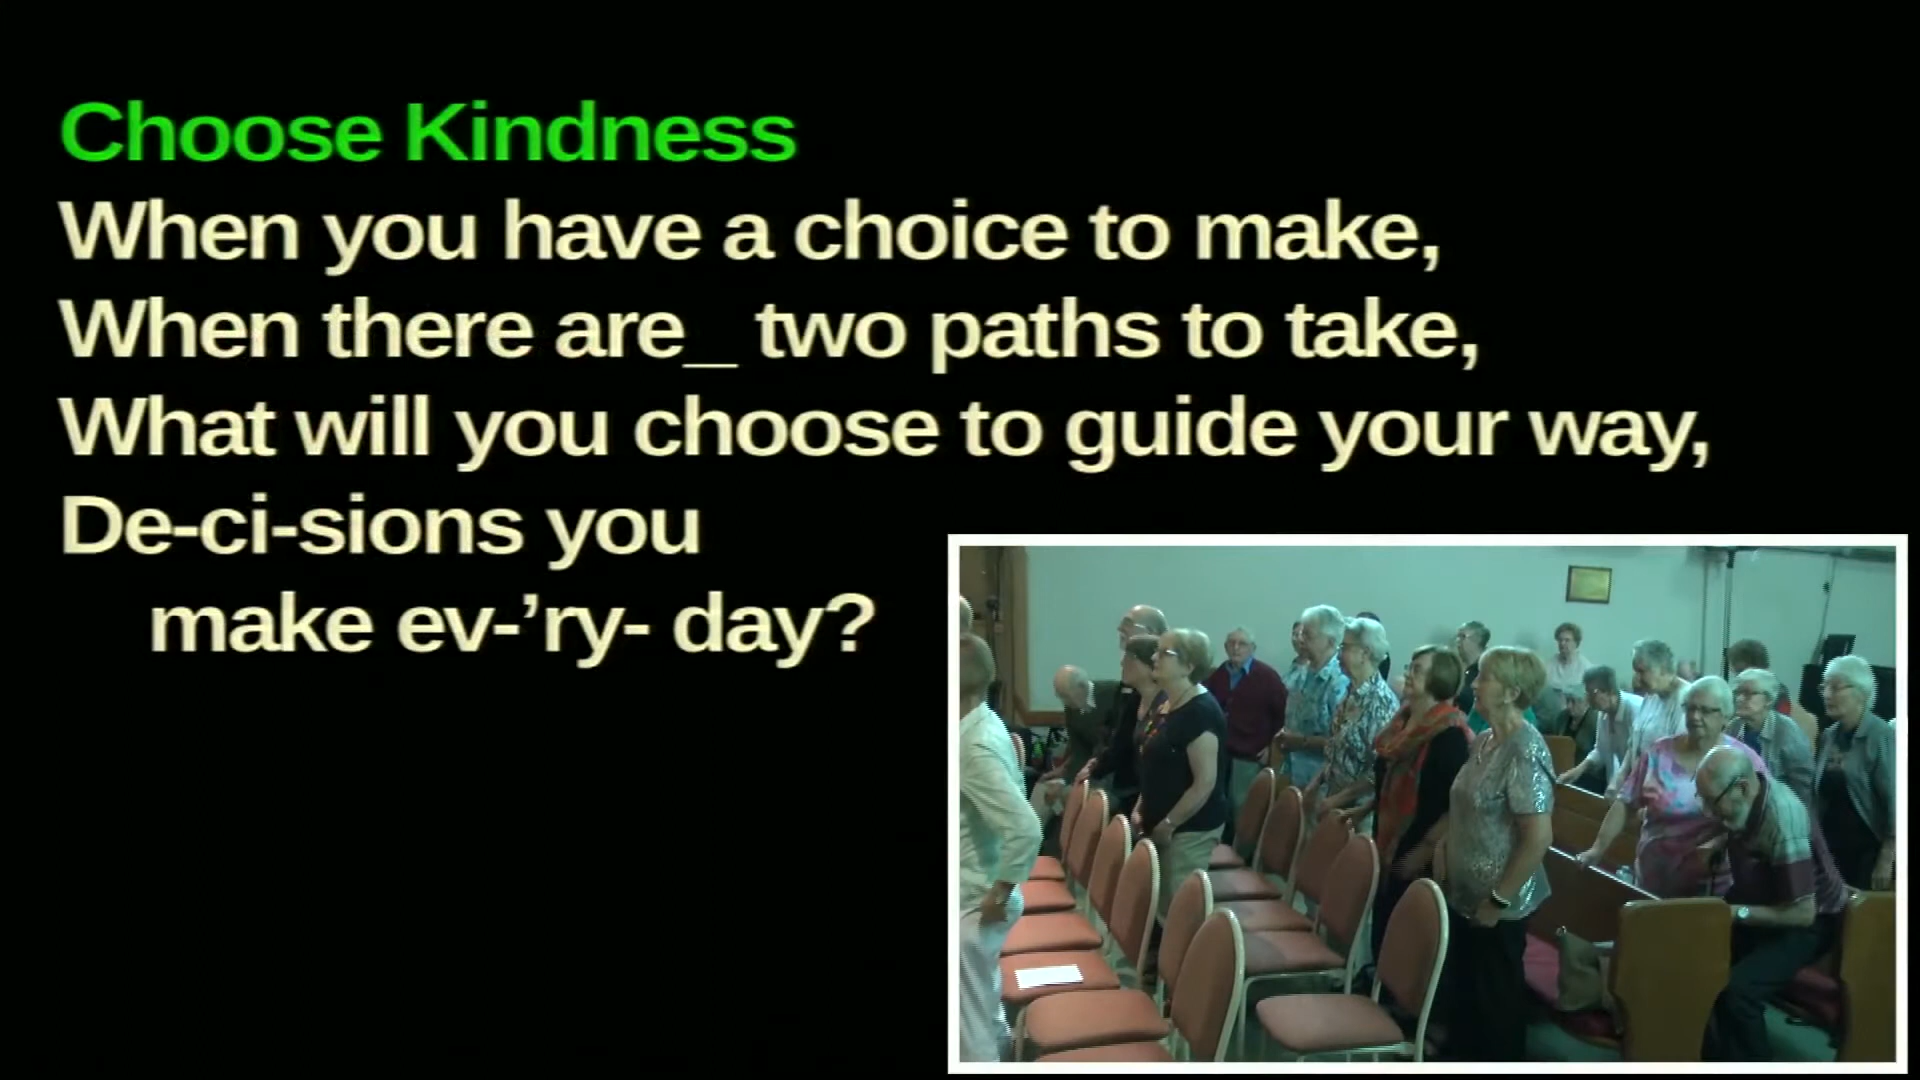 Choose Kindness
When you have a choice to make,
When there are_ two paths to take,
What will you choose to guide your way,
De-ci-sions you
make ev-’ry- day?